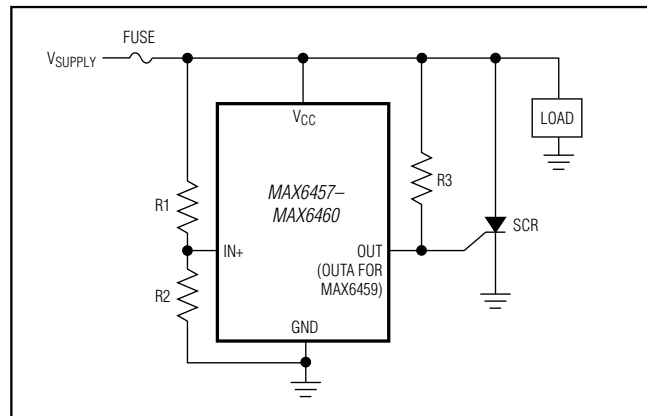 FUSE
VSUPPLY
VCC
LOAD
R3
MAX6457–
MAX6460
R1
SCR
IN+
OUT
(OUTA FOR
MAX6459)
R2
GND